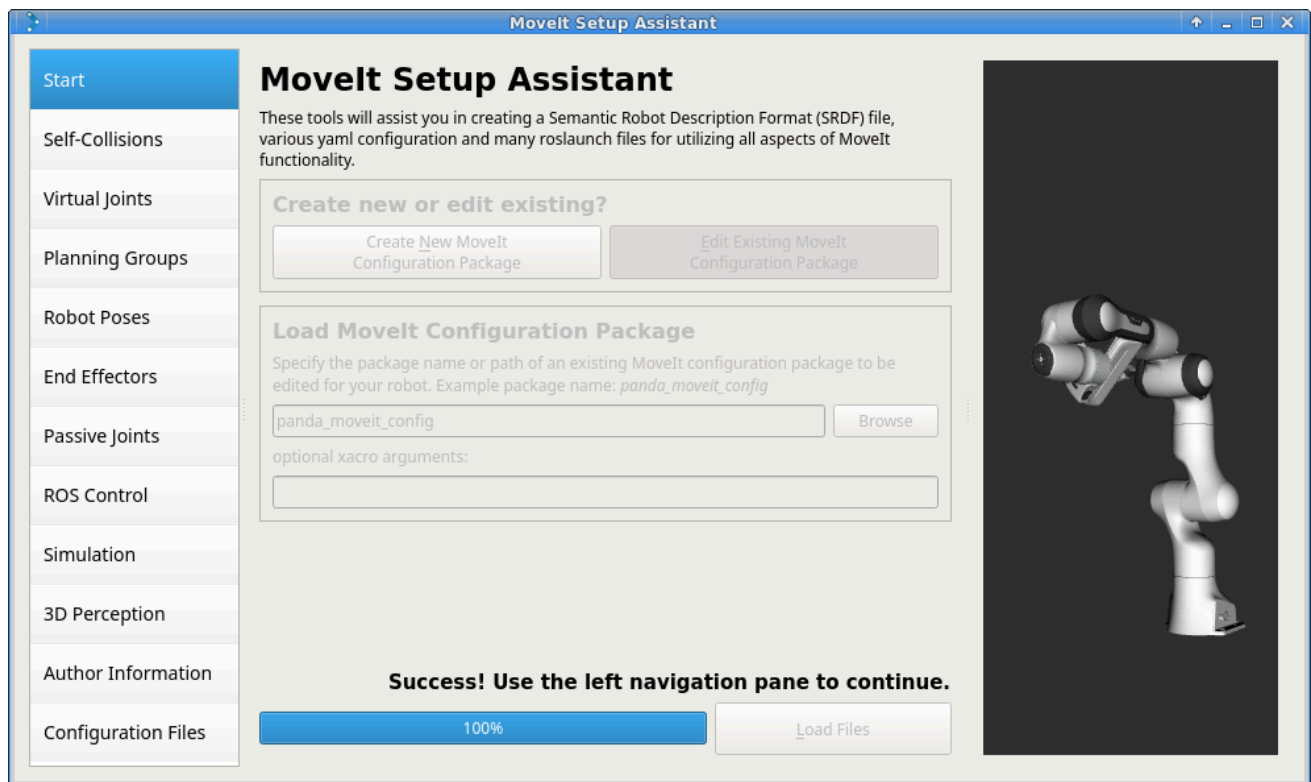 MoveIt Setup Assistant
Start
Self-Collisions
Virtual Joints
Planning Groups
Robot Poses
End Effectors
Passive Joints
ROS Control
Simulation
3D Perception
Author Information
Configuration Files
MoveIt Setup Assistant
These tools will assist you in creating a Semantic Robot Description Format (SRDF) file,
various yaml configuration and many roslaunch files for utilizing all aspects of MoveIt
functionality.
Create new or edit existing?
Create New MoveIt
Configuration Package
Edit Existing MoveIt
Configuration Package
Load MoveIt Configuration Package
Specify the package name or path of an existing MoveIt configuration package to be
edited for your robot. Example package name: panda_moveit_config
panda_moveit_config
Browse
optional xacro arguments:
Success! Use the left navigation pane to continue.
100%
Load Files